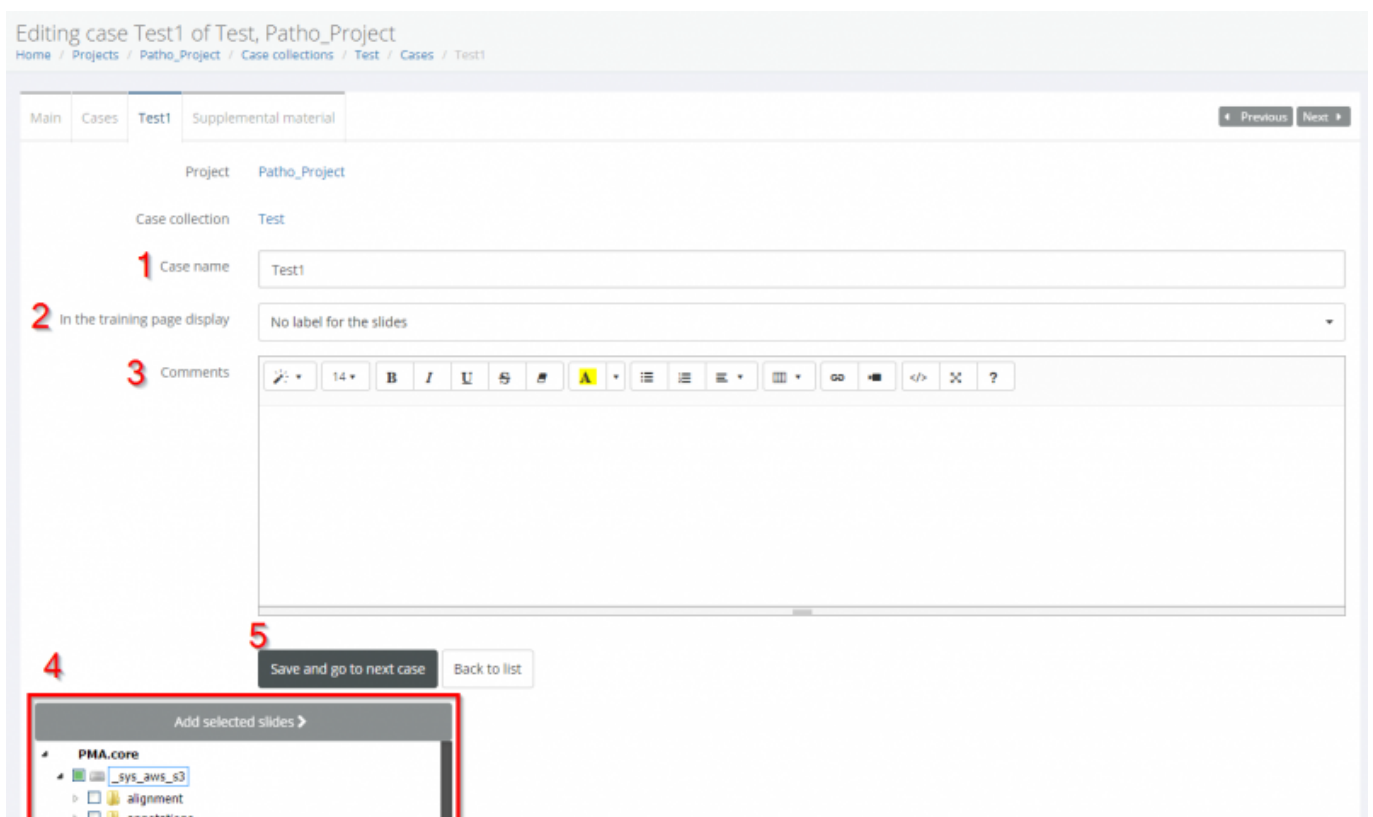 Editing case Test1 of Test, Patho_Project
Home / Projects / Patho_Project / Case collections / Test / Cases / Test1
Main Cases Test1 Supplemental material Previous Next
Project Patho_Project
Case collection Test
1 Case name Test1
2 In the training page display No label for the slides
3 Comments 14 B I U S A </> ?
5
4 Save and go to next case Back to list
Add selected slides
PMA.core
_sys_aws_s3
alignment